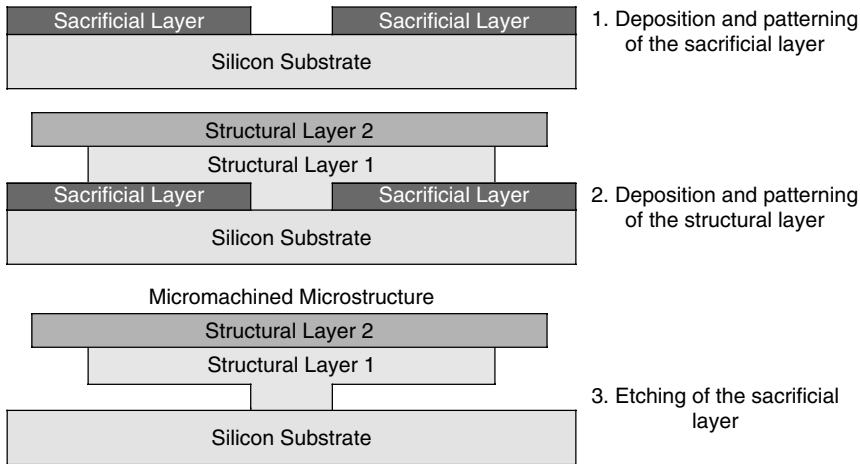 Sacrificial Layer Sacrificial Layer
Silicon Substrate
1. Deposition and patterning
of the sacrificial layer
Structural Layer 2
Structural Layer 1
Sacrificial Layer Sacrificial Layer
Silicon Substrate
2. Deposition and patterning
of the structural layer
Micromachined Microstructure
Structural Layer 2
Structural Layer 1
Silicon Substrate
3. Etching of the sacrificial
layer